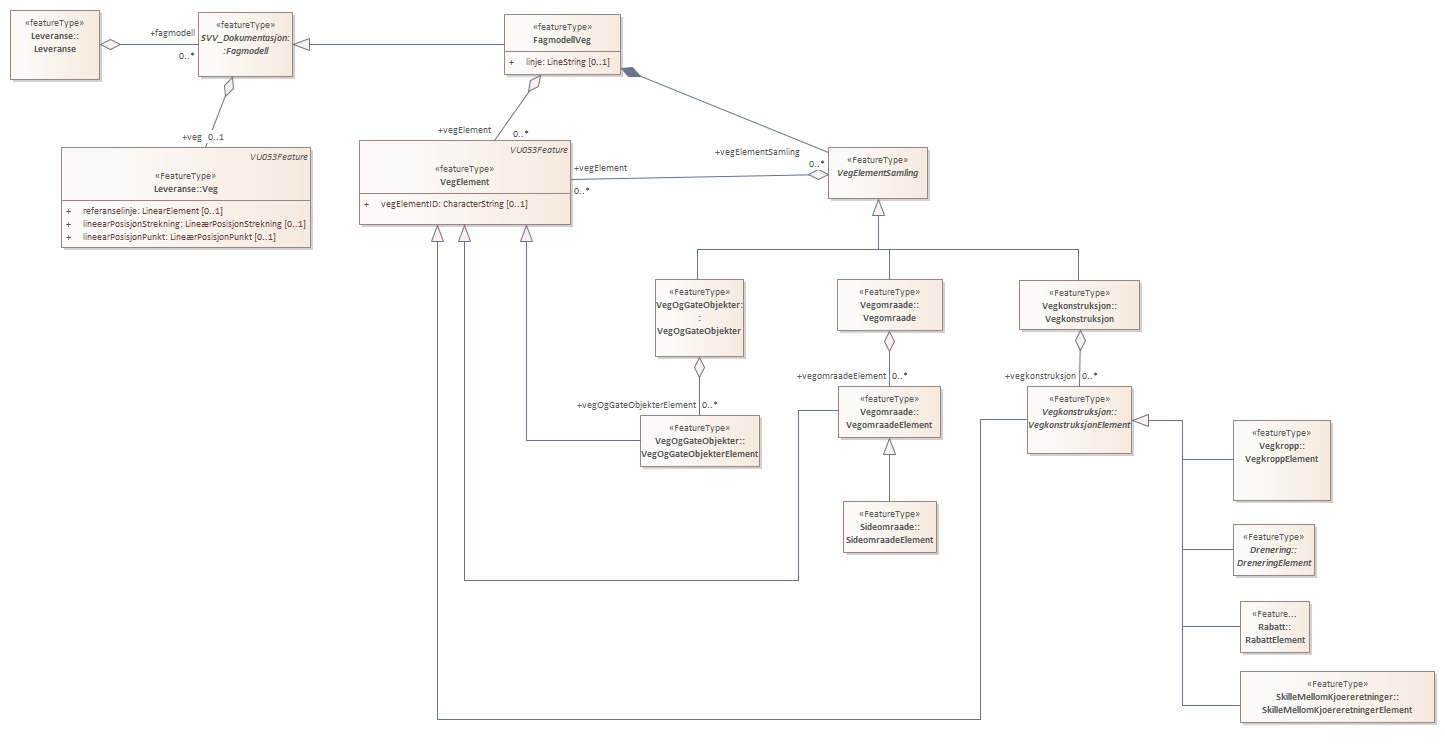 «featureType»
Leveranse::
Leveranse
+fagmodell
0..*
«featureType»
SVV_Dokumentasjon:
:Fagmodell
«featureType»
FagmodellVeg
+ linje: LineString [0..1]
+veg 0..1
VU053Feature
«FeatureType»
Leveranse::Veg
+ referanselinje: LinearElement [0..1]
+ lineearPosisjonStrekning: LineærPosisjonStrekning [0..1]
+ lineearPosisjonPunkt: LineærPosisjonPunkt [0..1]
+vegElement 0..*
VU053Feature
«featureType»
VegElement
+ vegElementID: CharacterString [0..1]
+vegElement
0..*
+vegElementSamling
0..*
«FeatureType»
VegElementSamling
«FeatureType»
VegOgGateObjekter:
:
VegOgGateObjekter
«FeatureType»
Vegomraade::
Vegomraade
«FeatureType»
Vegkonstruksjon::
Vegkonstruksjon
+vegOgGateObjekterElement 0..*
+vegomraadeElement 0..*
+vegkonstruksjon 0..*
«FeatureType»
VegOgGateObjekter::
VegOgGateObjekterElement
«featureType»
Vegomraade::
VegomraadeElement
«FeatureType»
Vegkonstruksjon::
VegkonstruksjonElement
«FeatureType»
Sideomraade::
SideomraadeElement
«featureType»
Vegkropp::
VegkroppElement
«FeatureType»
Drenering::
DreneringElement
«Feature...
Rabatt::
RabattElement
«FeatureType»
SkilleMellomKjoereretninger::
SkilleMellomKjoereretningerElement